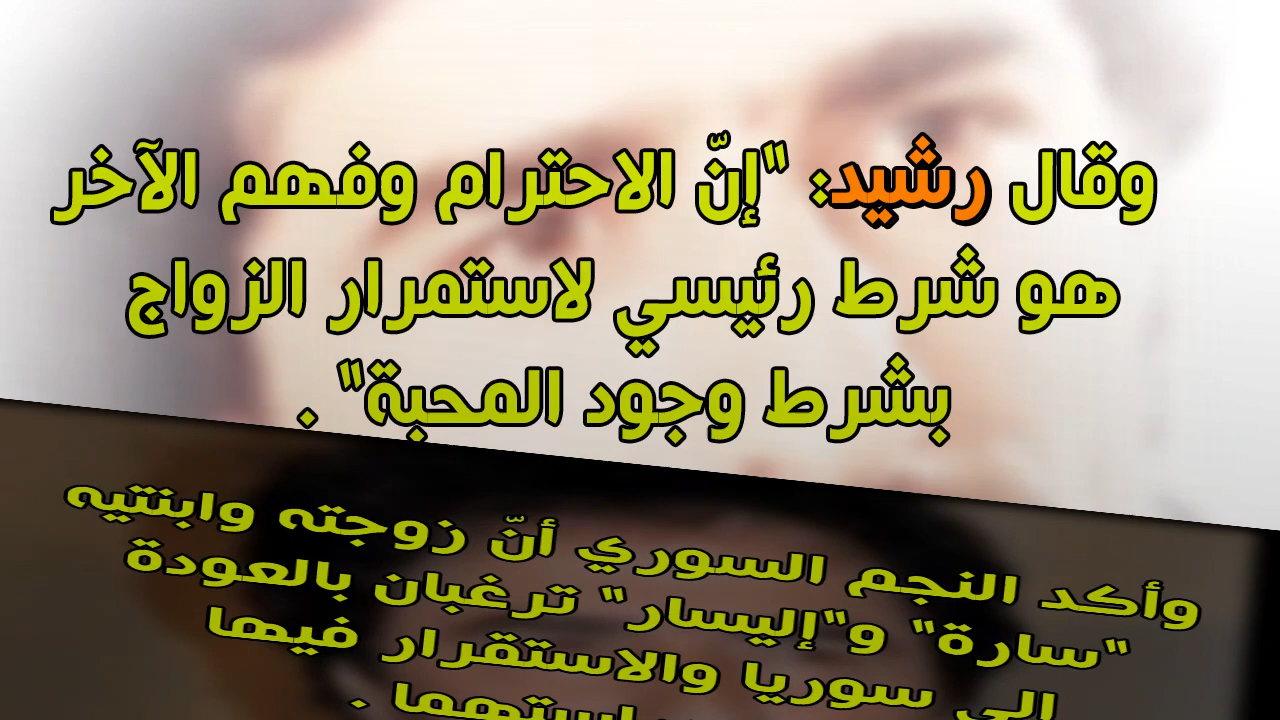 وقال رشيد: "إنّ الاحترام وفهم الآخر
هو شرط رئيسي لاستمرار الزواج
بشرط وجود المحبة" .
وأكد النجم السوري أنّ زوجته وابنتيه
"سارة" و"إليسار" ترغبان بالعودة
إلى سوريا والاستقرار فيها